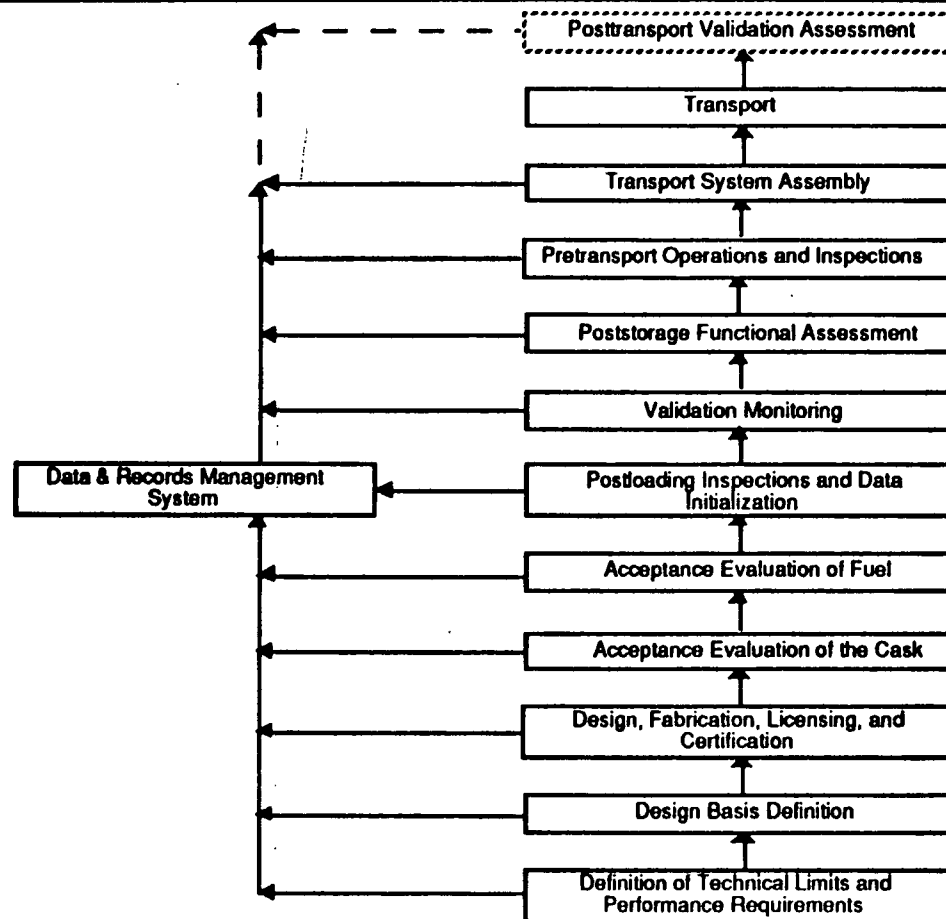 Posttransport Validation Assessment
Transport
Transport System Assembly
Pretransport Operations and Inspections
Poststorage Functional Assessment
Validation Monitoring
Data & Records Management
System
Postloading Inspections and Data
Initialization
Acceptance Evaluation of Fuel
Acceptance Evaluation of the Cask
Design, Fabrication, Licensing, and
Certification
Design Basis Definition
Definition of Technical Limits and
Performance Requirements